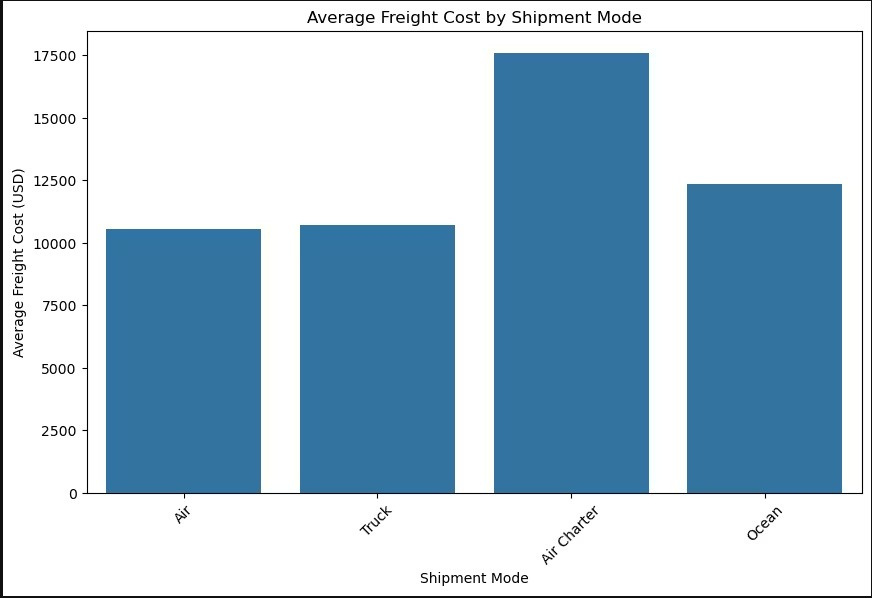 Average Freight Cost by Shipment Mode
Average Freight Cost (USD)
17500
15000
12500
10000
7500
5000
2500
0
Air
Truck
Air Charter
Ocean
Shipment Mode